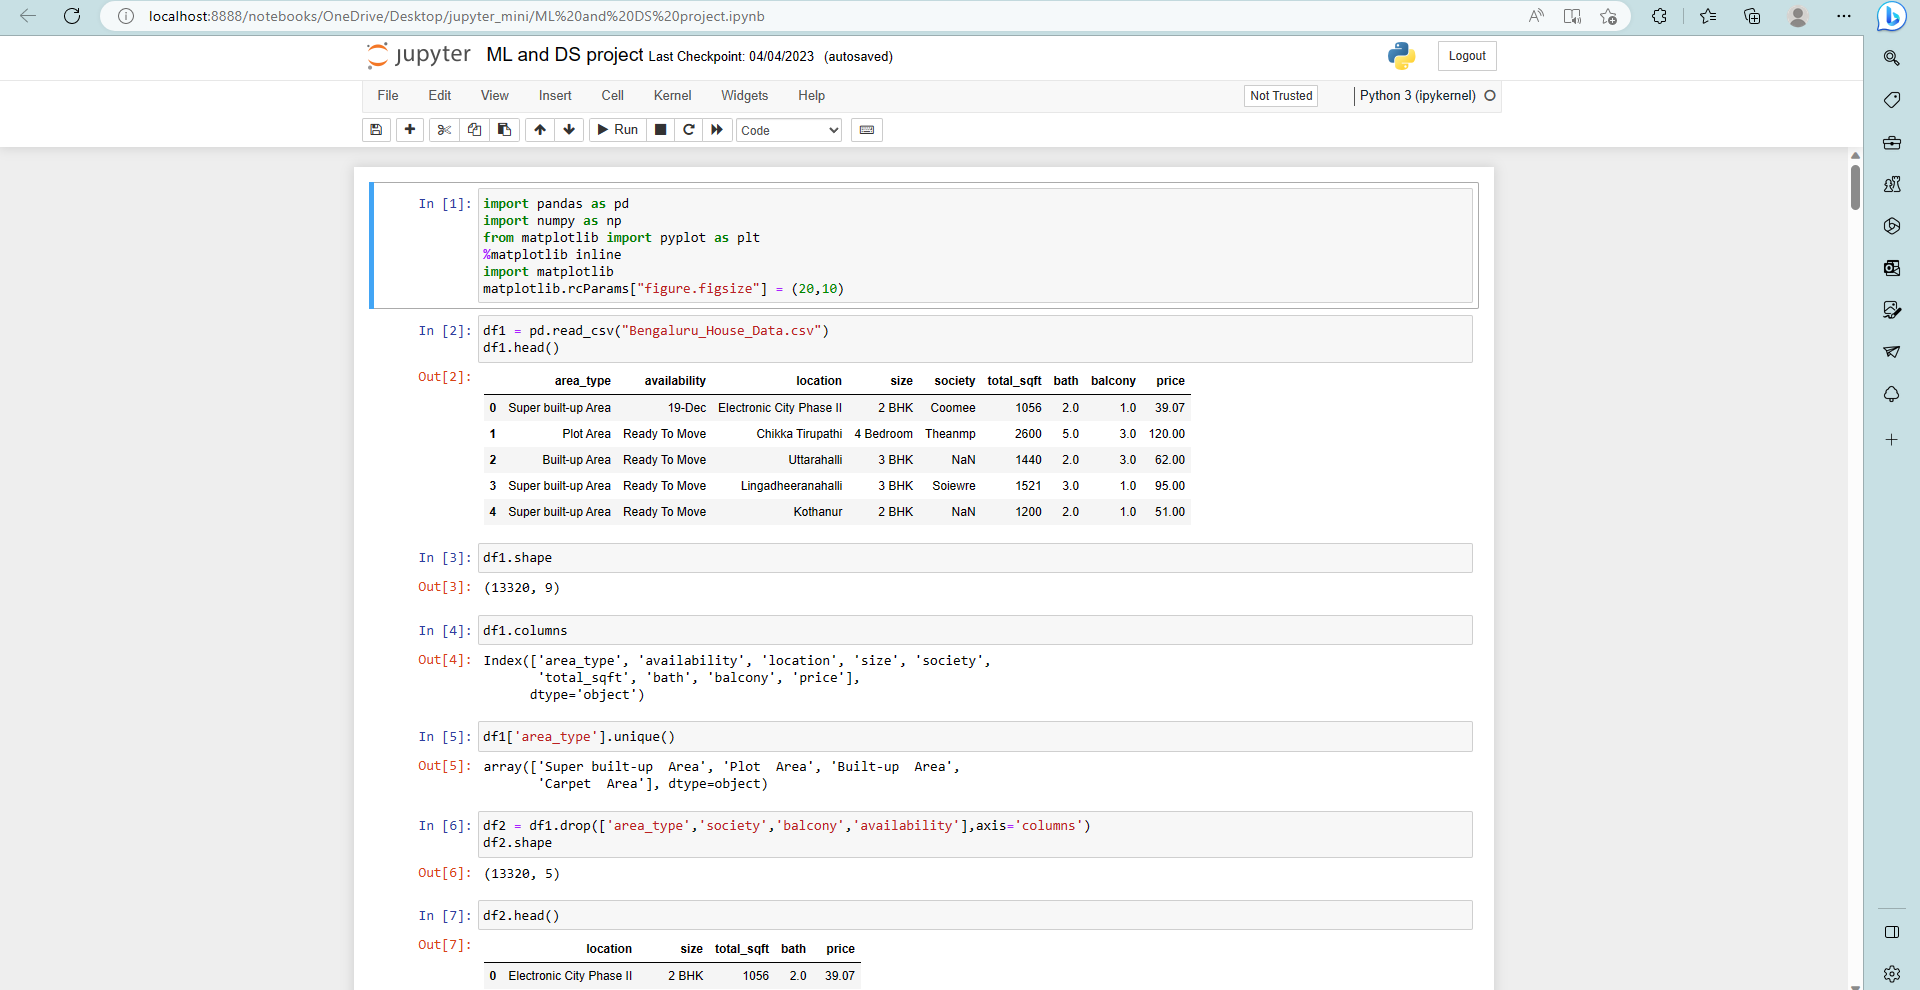 localhost:8888/notebooks/OneDrive/Desktop/jupyter_mini/ML%20and%20DS%20project.ipynb
jupyter ML and DS project Last Checkpoint: 04/04/2023 (autosaved) Logout
File Edit View Insert Cell Kernel Widgets Help Not Trusted Python 3 (ipykernel)
Run Code
In [1]: import pandas as pd
import numpy as np
from matplotlib import pyplot as plt
%matplotlib inline
import matplotlib
matplotlib.rcParams["figure.figsize"] = (20,10)
In [2]: df1 = pd.read_csv("Bengaluru_House_Data.csv")
df1.head()
Out[2]: area_type availability location size society total_sqft bath balcony price
0 Super built-up Area 19-Dec Electronic City Phase II 2 BHK Coomee 1056 2.0 1.0 39.07
1 Plot Area Ready To Move Chikka Tirupathi 4 Bedroom Theanmp 2600 5.0 3.0 120.00
2 Built-up Area Ready To Move Uttarahalli 3 BHK NaN 1440 2.0 3.0 62.00
3 Super built-up Area Ready To Move Lingadheeranahalli 3 BHK Soiewre 1521 3.0 1.0 95.00
4 Super built-up Area Ready To Move Kothanur 2 BHK NaN 1200 2.0 1.0 51.00
In [3]: df1.shape
Out[3]: (13320, 9)
In [4]: df1.columns
Out[4]: Index(['area_type', 'availability', 'location', 'size', 'society',
'total_sqft', 'bath', 'balcony', 'price'],
dtype='object')
In [5]: df1['area_type'].unique()
Out[5]: array(['Super built-up  Area', 'Plot  Area', 'Built-up  Area',
'Carpet  Area'], dtype=object)
In [6]: df2 = df1.drop(['area_type','society','balcony','availability'],axis='columns')
df2.shape
Out[6]: (13320, 5)
In [7]: df2.head()
Out[7]: location size total_sqft bath price
0 Electronic City Phase II 2 BHK 1056 2.0 39.07